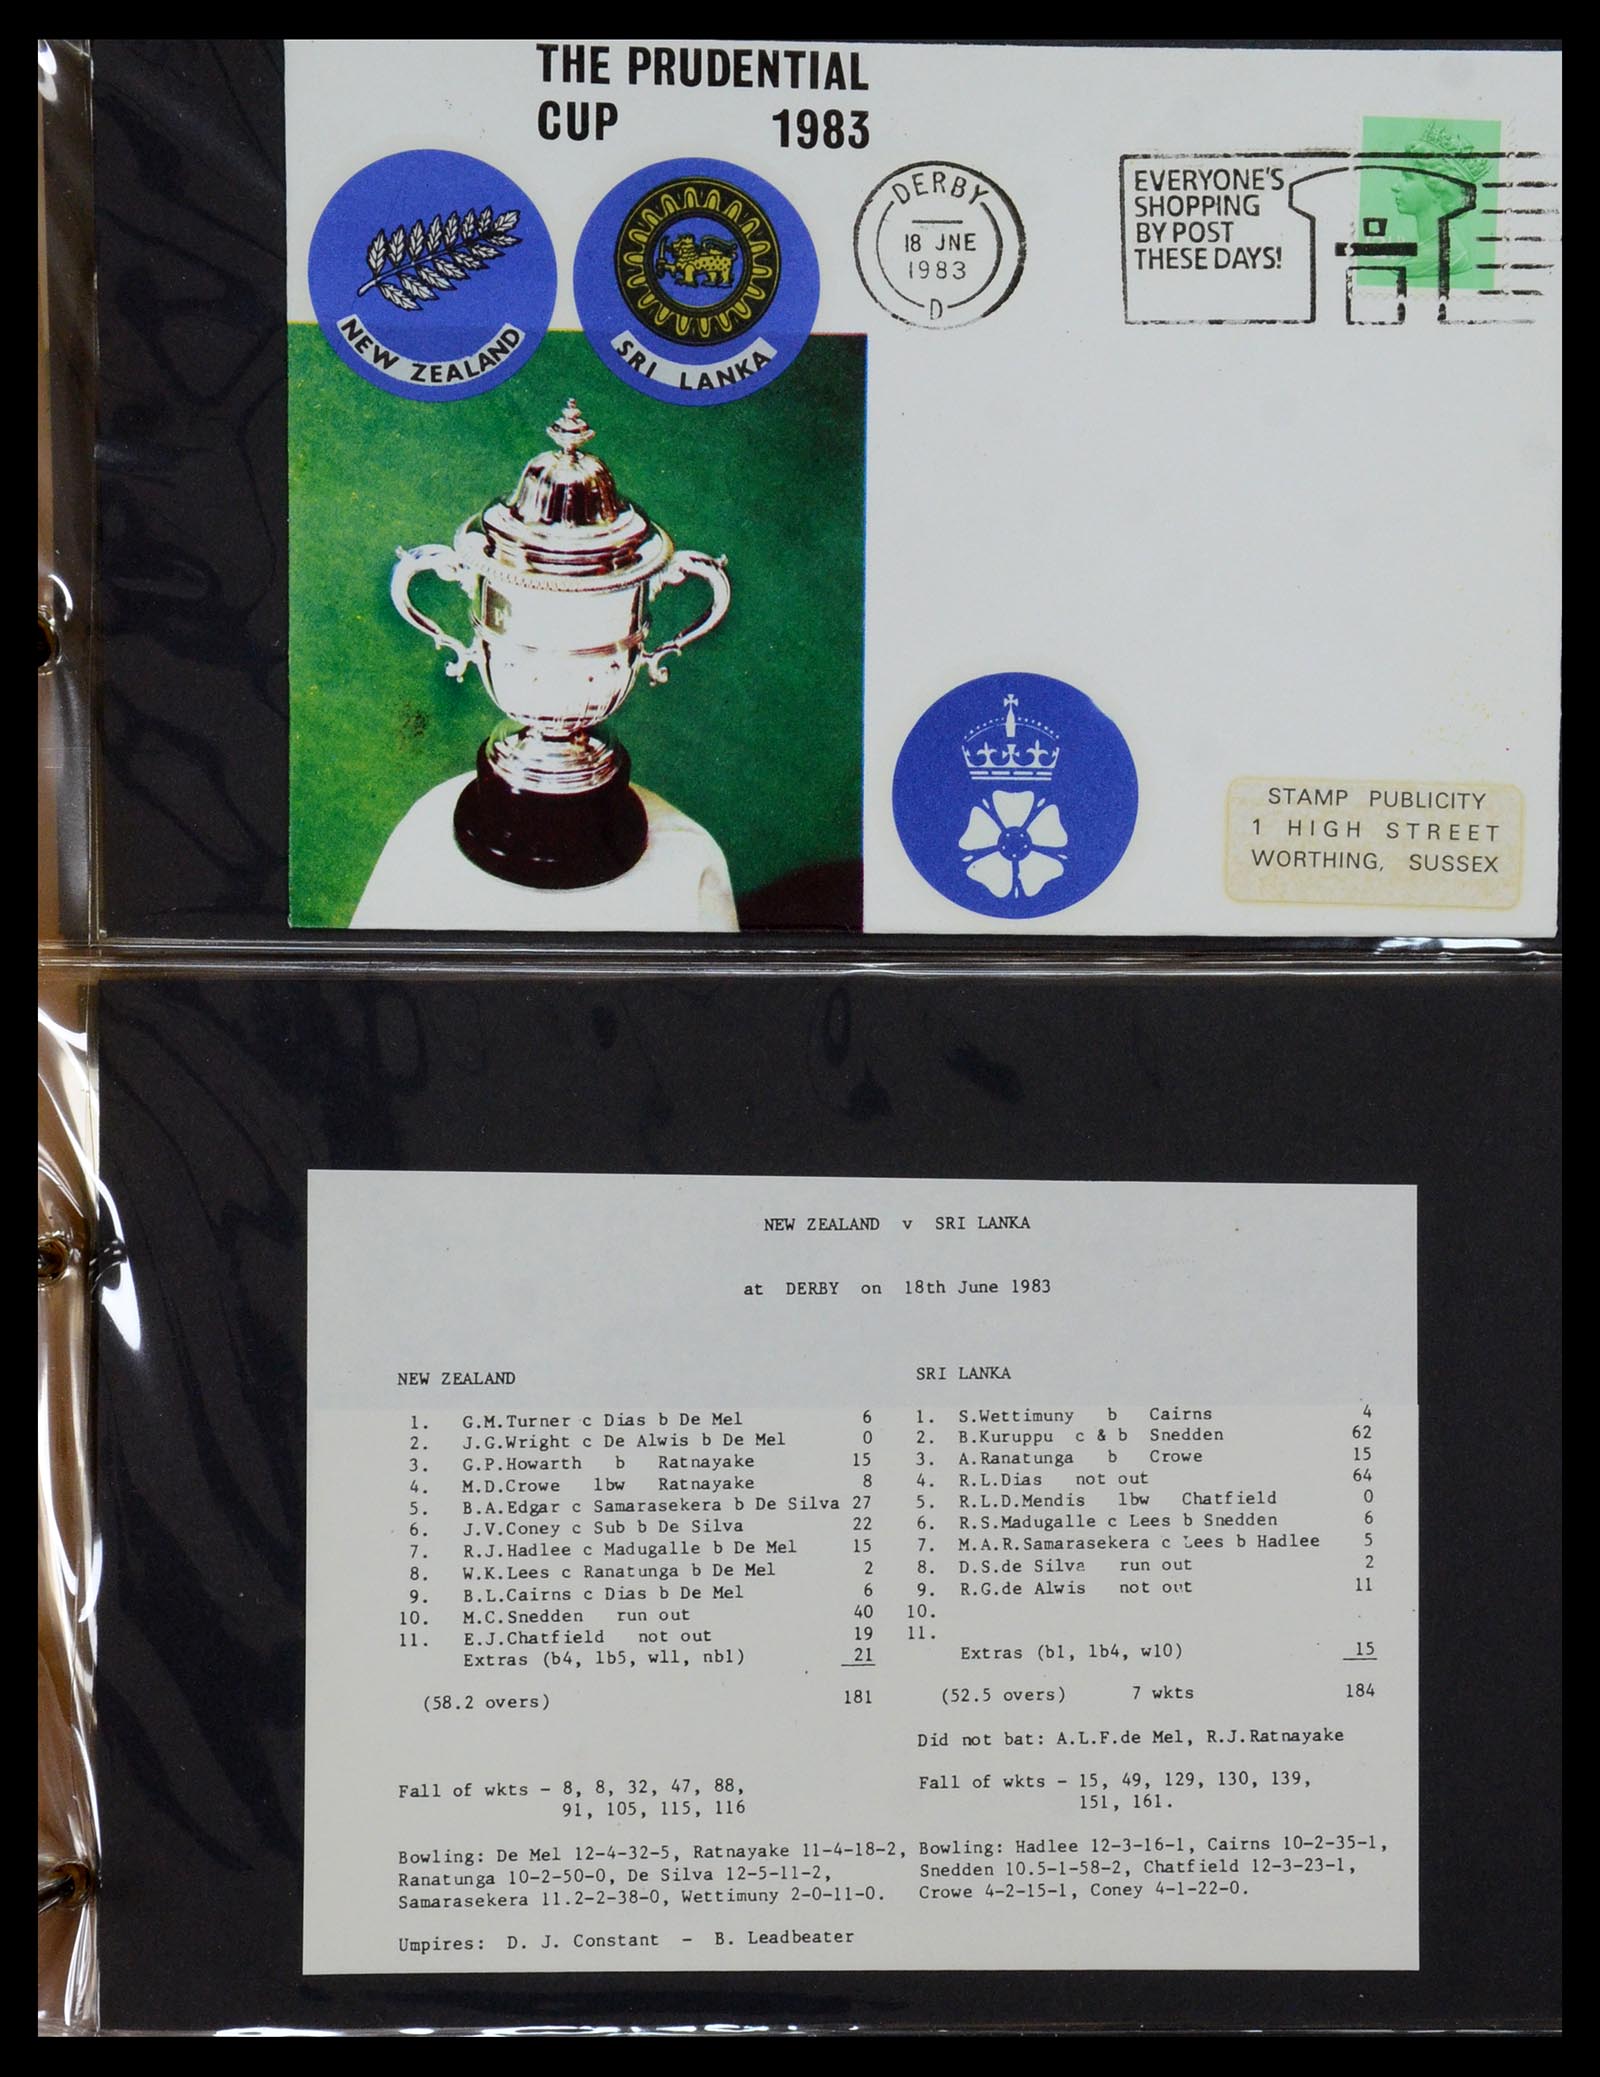 THE PRUDENTIAL
CUP 1983
NEW ZEALAND
SRI LANKA
DERBY
18 JNE
1983
D
EVERYONE'S
SHOPPING
BY POST
THESE DAYS!
STAMP PUBLICITY
1 HIGH STREET
WORTHING, SUSSEX
NEW ZEALAND v SRI LANKA
at DERBY on 18th June 1983
NEW ZEALAND
1. G.M.Turner c Dias b De Mel 6
2. J.G.Wright c De Alwis b De Mel 0
3. G.P.Howarth b Ratnayake 15
4. M.D.Crowe lbw Ratnayake 8
5. B.A.Edgar c Samarasekera b De Silva 27
6. J.V.Coney c Sub b De Silva 22
7. R.J.Hadlee c Madugalle b De Mel 15
8. W.K.Lees c Ranatunga b De Mel 2
9. B.L.Cairns c Dias b De Mel 6
10. M.C.Snedden run out 40
11. E.J.Chatfield not out 19
Extras (b4, lb5, w11, nb1) 21
(58.2 overs) 181
Fall of wkts - 8, 8, 32, 47, 88,
91, 105, 115, 116
Bowling: De Mel 12-4-32-5, Ratnayake 11-4-18-2,
Ranatunga 10-2-50-0, De Silva 12-5-11-2,
Samarasekera 11.2-2-38-0, Wettimuny 2-0-11-0.
Umpires: D. J. Constant - B. Leadbeater
SRI LANKA
1. S.Wettimuny b Cairns 4
2. B.Kuruppu c & b Snedden 62
3. A.Ranatunga b Crowe 15
4. R.L.Dias not out 64
5. R.L.D.Mendis lbw Chatfield 0
6. R.S.Madugalle c Lees b Snedden 6
7. M.A.R.Samarasekera c Lees b Hadlee 5
8. D.S.de Silva run out 2
9. R.G.de Alwis not out 11
10.
11.
Extras (b1, lb4, w10) 15
(52.5 overs) 7 wkts 184
Did not bat: A.L.F.de Mel, R.J.Ratnayake
Fall of wkts - 15, 49, 129, 130, 139,
151, 161.
Bowling: Hadlee 12-3-16-1, Cairns 10-2-35-1,
Snedden 10.5-1-58-2, Chatfield 12-3-23-1,
Crowe 4-2-15-1, Coney 4-1-22-0.